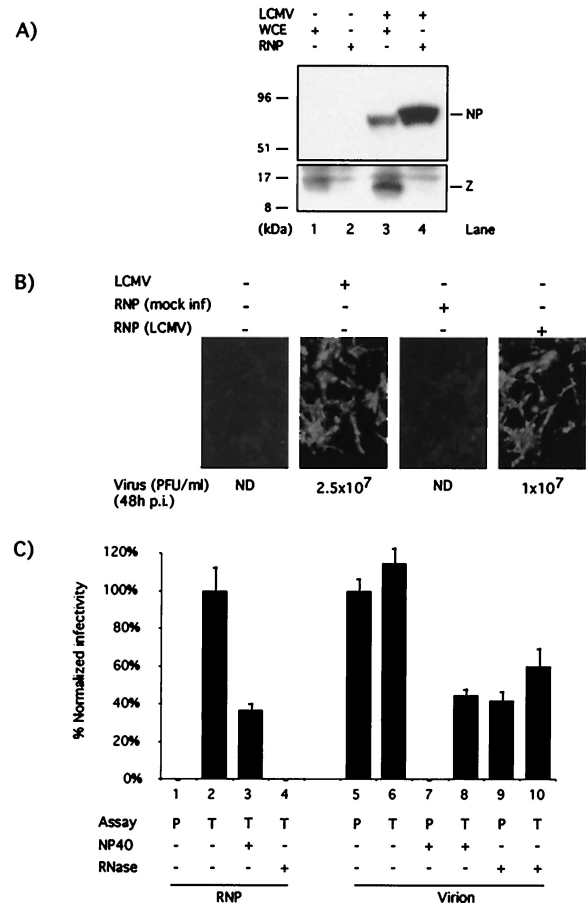 A)
LCMV - - + +
WCE + - + -
RNP - + - +
96
NP
51
17
Z
8
(kDa) 1 2 3 4 Lane
B)
LCMV - + - -
RNP (mock inf) - - + -
RNP (LCMV) - - - +
Virus (PFU/ml) ND 2.5x10^7 ND 1x10^7
(48h p.i.)
C)
% Normalized infectivity
120%
100%
80%
60%
40%
20%
0%
1 2 3 4 5 6 7 8 9 10
Assay P T T T P T P T P T
NP40 - - + - - - + + - -
RNase - - - + - - - - + +
RNP Virion